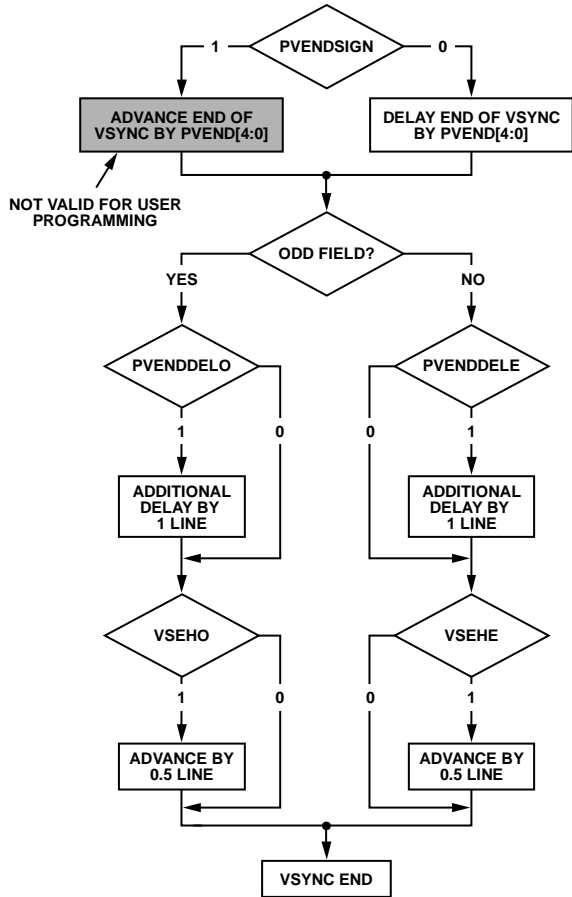 PVENDSIGN
1
0
ADVANCE END OF
VSYNC BY PVEND[4:0]
DELAY END OF VSYNC
BY PVEND[4:0]
NOT VALID FOR USER
PROGRAMMING
ODD FIELD?
YES
NO
PVENDDELO
PVENDDELE
1
0
0
1
ADDITIONAL
DELAY BY
1 LINE
ADDITIONAL
DELAY BY
1 LINE
VSEHO
VSEHE
1
0
0
1
ADVANCE BY
0.5 LINE
ADVANCE BY
0.5 LINE
VSYNC END